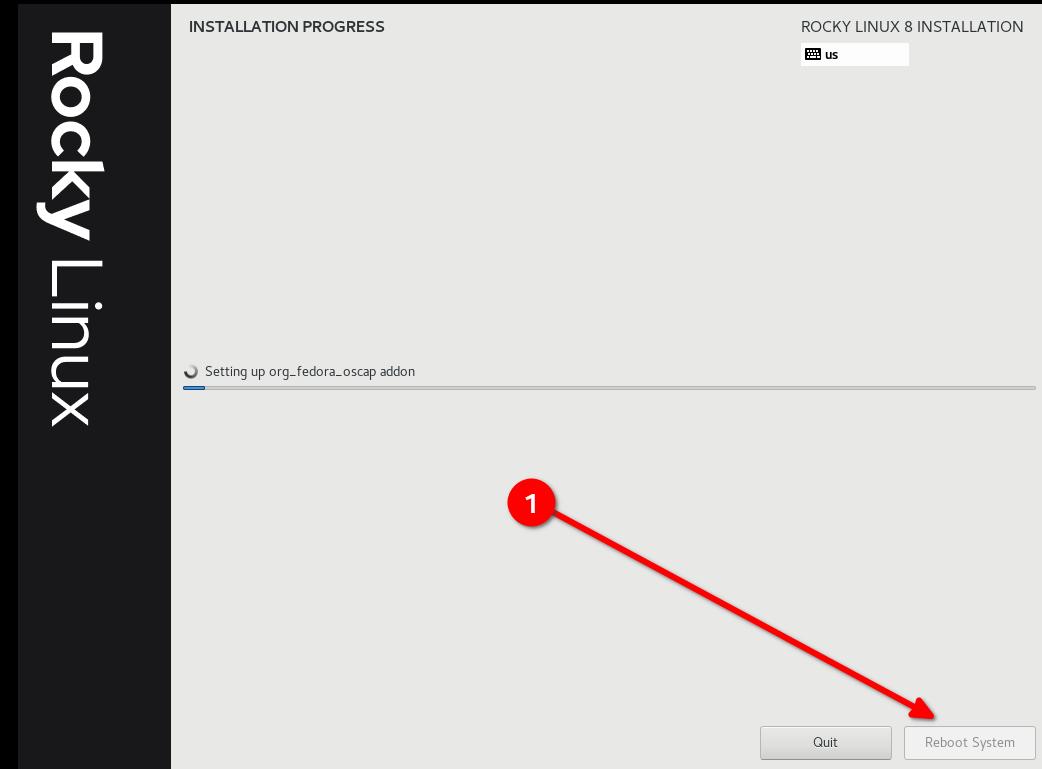 Rocky Linux
INSTALLATION PROGRESS
ROCKY LINUX 8 INSTALLATION
us
Setting up org_fedora_oscap addon
1
Quit
Reboot System